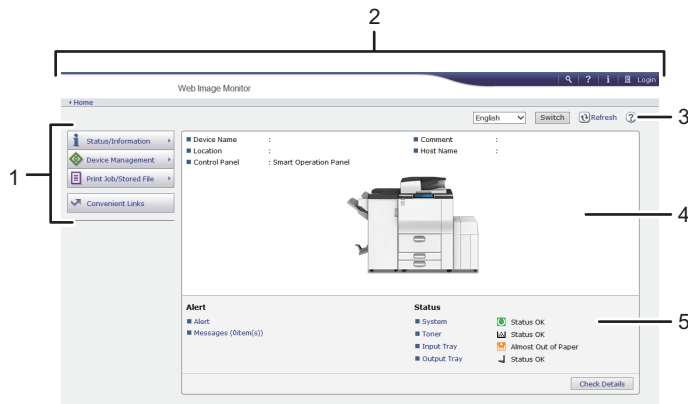 2
Login
Web Image Monitor
Home
English Switch Refresh 3
1
Status/Information
Device Management
Print Job/Stored File
Convenient Links
Device Name :
Location :
Control Panel : Smart Operation Panel
Comment :
Host Name :
4
Alert
Alert
Messages (0item(s))
Status
System Status OK
Toner Status OK
Input Tray Almost Out of Paper
Output Tray Status OK
5
Check Details